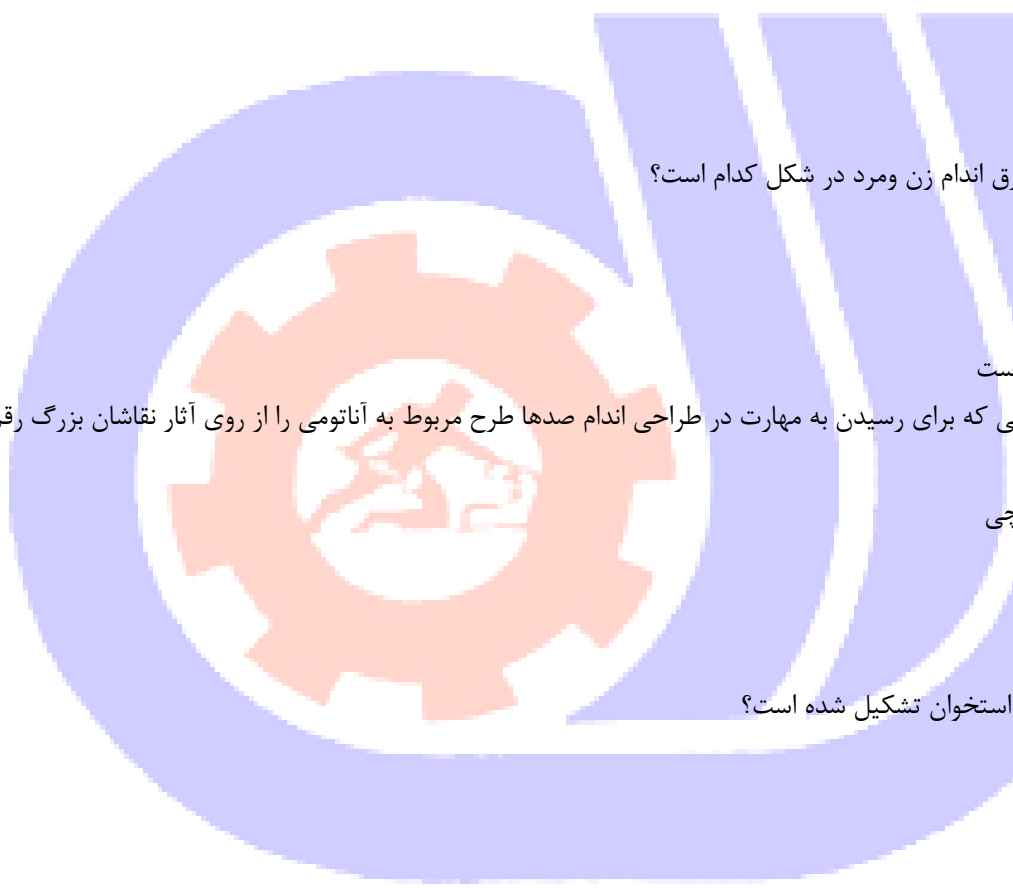 رق اندام زن ومرد در شکل کدام است؟
ست
ی که برای رسیدن به مهارت در طراحی اندام صدها طرح مربوط به آناتومی را از روی آثار نقاشان بزرگ رق
چی
استخوان تشکیل شده است؟